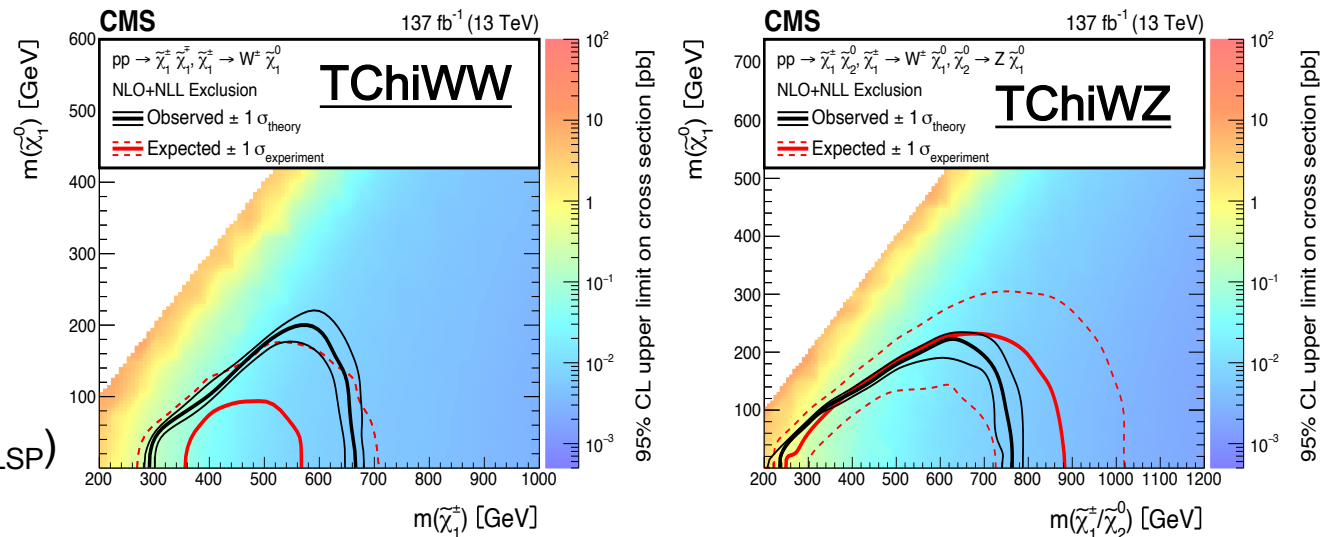 CMS 137 fb⁻¹ (13 TeV)
pp → χ̃₁^± χ̃₁^∓, χ̃₁^± → W^± χ̃₁⁰
NLO+NLL Exclusion
TChiWW
Observed ± 1 σ_theory
Expected ± 1 σ_experiment
m(χ̃₁⁰) [GeV]
600
500
400
300
200
100
200 300 400 500 600 700 800 900 1000
m(χ̃₁^±) [GeV]
10²
10
1
10⁻¹
10⁻²
10⁻³
95% CL upper limit on cross section [pb]
LSP)
CMS 137 fb⁻¹ (13 TeV)
pp → χ̃₁^± χ̃₂⁰, χ̃₁^± → W^± χ̃₁⁰, χ̃₂⁰ → Z χ̃₁⁰
NLO+NLL Exclusion
TChiWZ
Observed ± 1 σ_theory
Expected ± 1 σ_experiment
m(χ̃₁⁰) [GeV]
700
600
500
400
300
200
100
200 300 400 500 600 700 800 900 1000 1100 1200
m(χ̃₁^±/χ̃₂⁰) [GeV]
10²
10
1
10⁻¹
10⁻²
10⁻³
95% CL upper limit on cross section [pb]